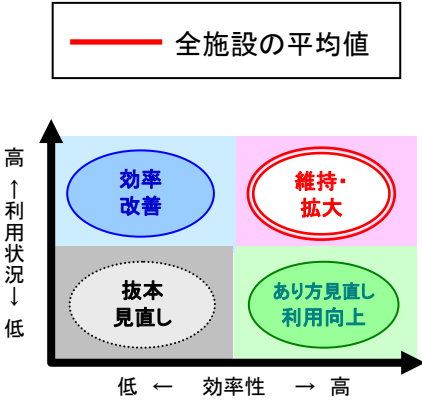 全施設の平均値
効率
改善
維持・
拡大
抜本
見直し
あり方見直し
利用向上
高
↑
利
用
状
況
↓
低
低 ← 効率性 → 高